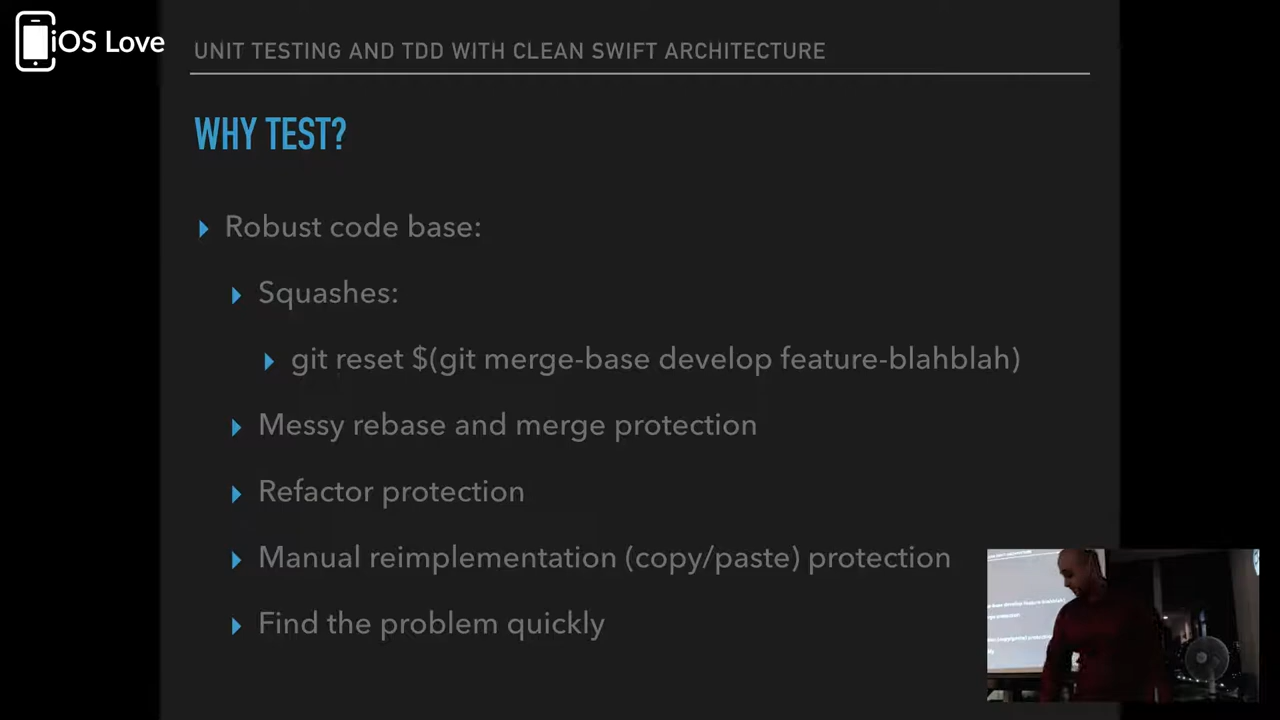 iOS Love
UNIT TESTING AND TDD WITH CLEAN SWIFT ARCHITECTURE
WHY TEST?
Robust code base:
Squashes:
git reset $(git merge-base develop feature-blahblah)
Messy rebase and merge protection
Refactor protection
Manual reimplementation (copy/paste) protection
Find the problem quickly